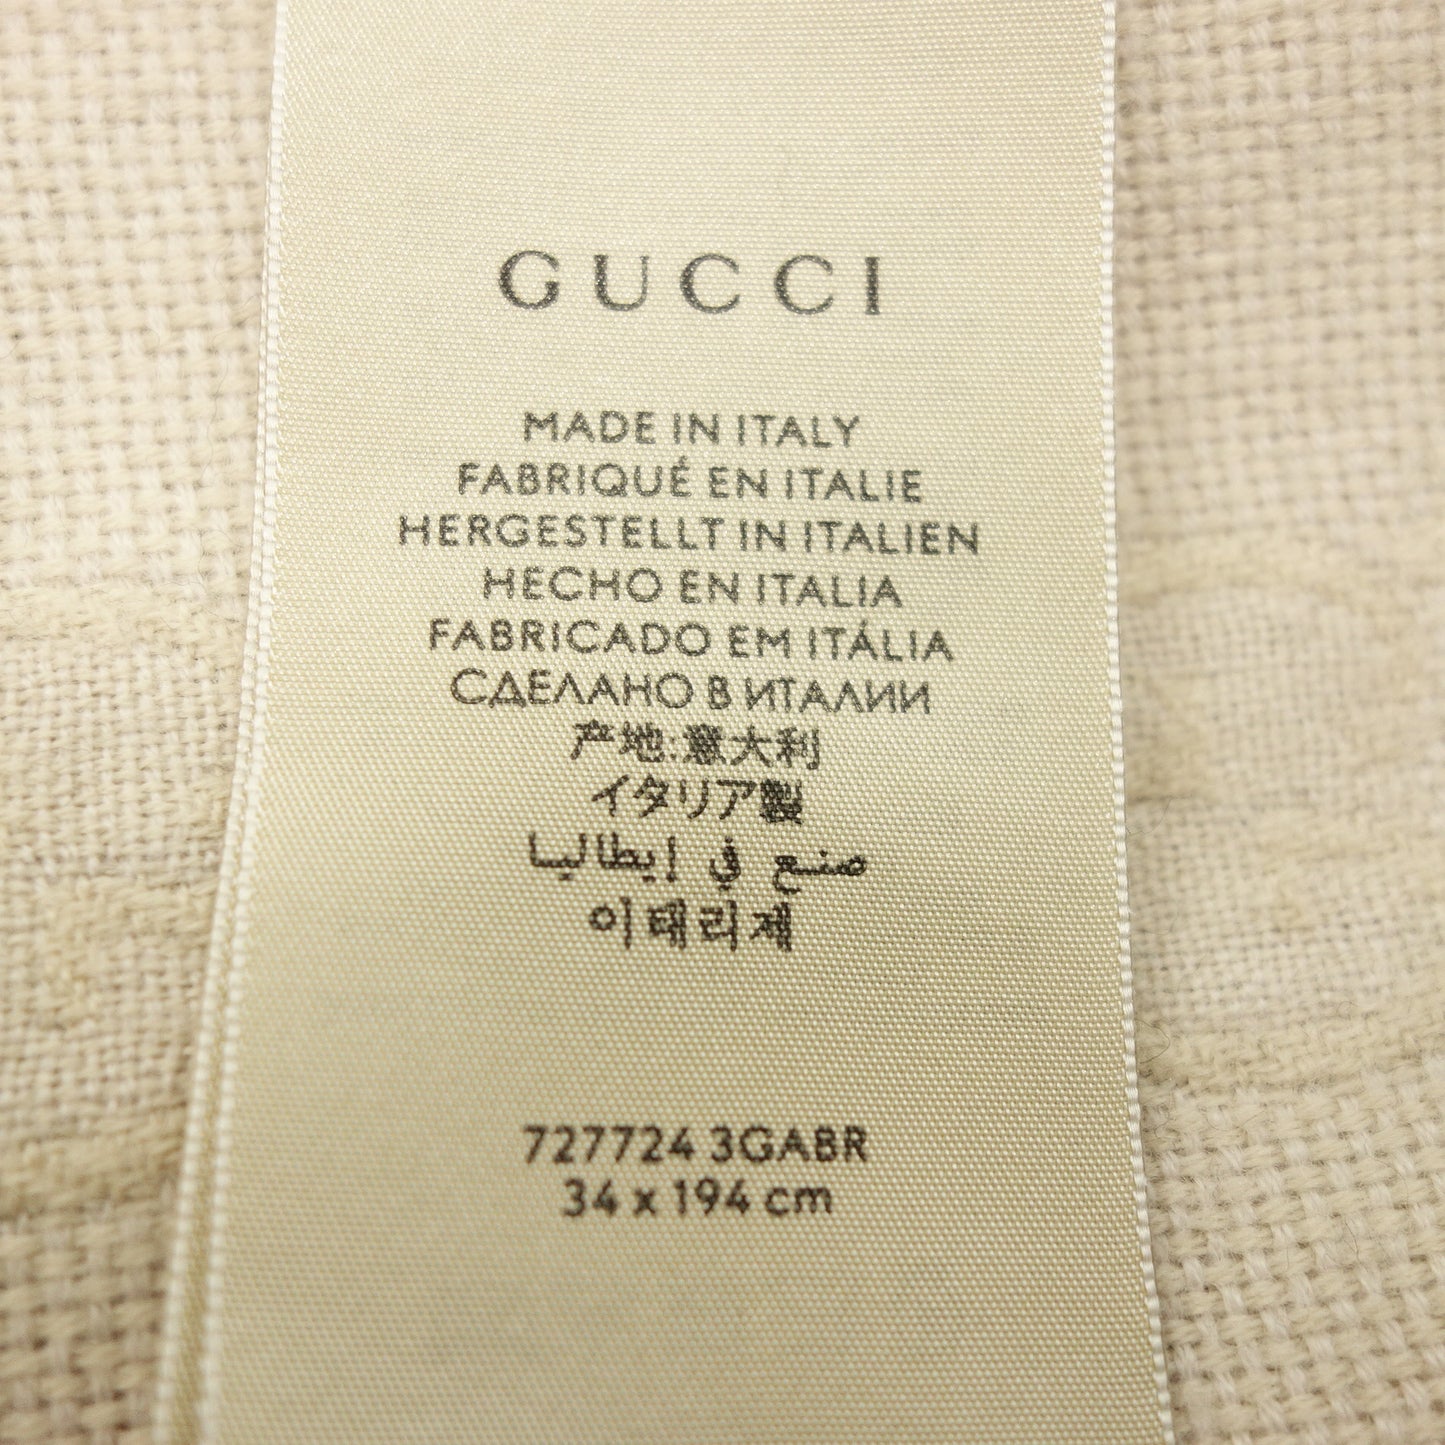 GUCCI
MADE IN ITALY
FABRIQUÉ EN ITALIE
HERGESTELLT IN ITALIEN
HECHO EN ITALIA
FABRICADO EM ITÁLIA
СДЕЛАНО В ИТАЛИИ
产地:意大利
イタリア製
صنع في إيطاليا
이태리제
727724 3GABR
34 x 194 cm